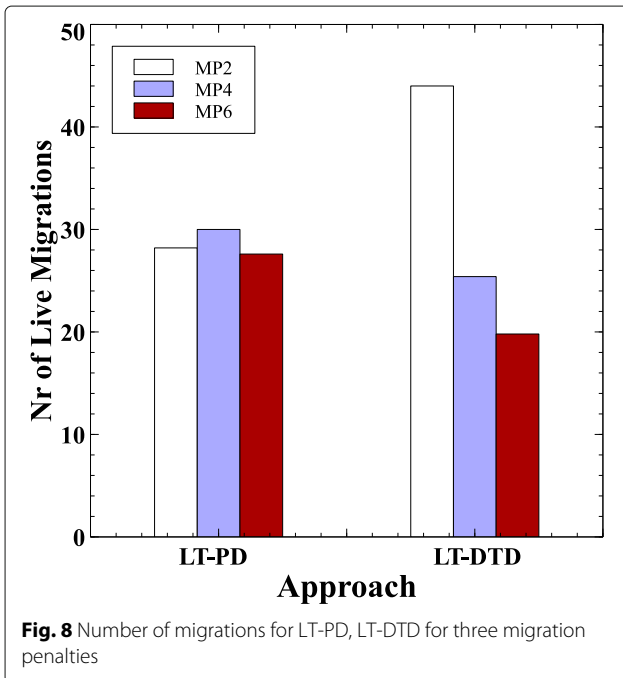 50
40
30
20
10
0
Nr of Live Migrations
MP2
MP4
MP6
LT-PD
LT-DTD
Approach
Fig. 8 Number of migrations for LT-PD, LT-DTD for three migration
penalties